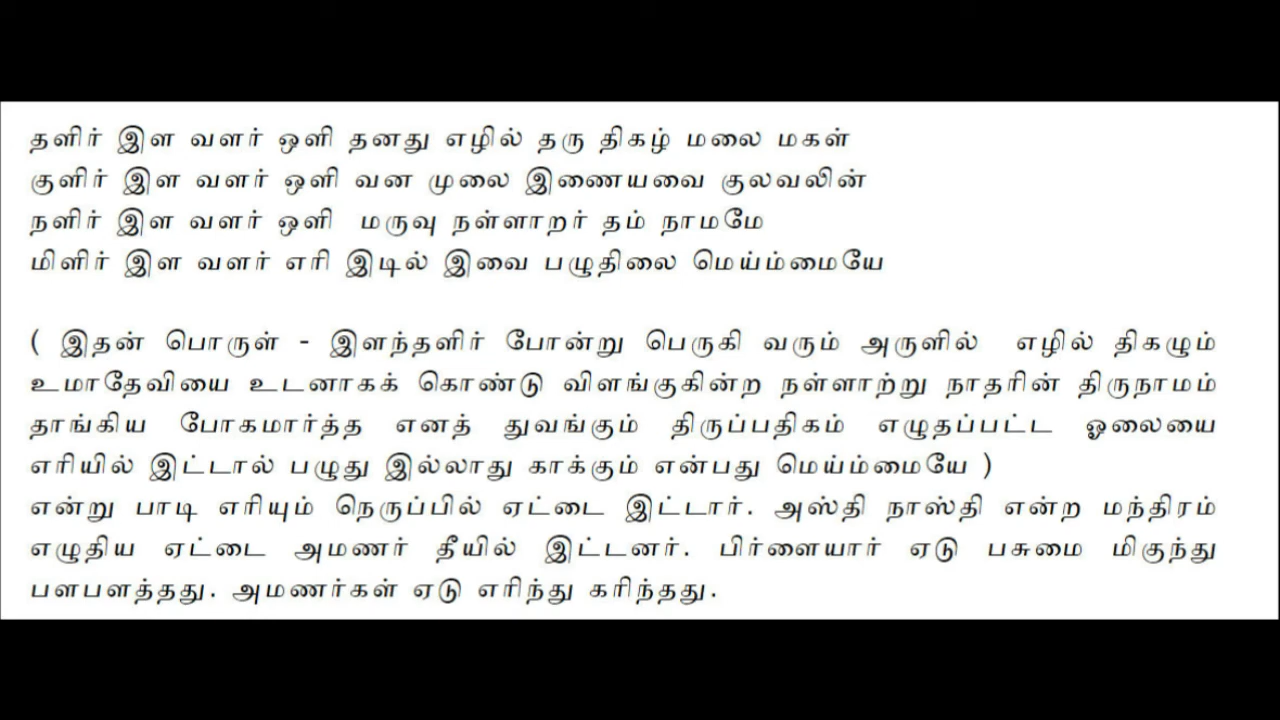 தளிர் இள வளர் ஒளி தனது எழில் தரு திகழ் மலை மகள்
குளிர் இள வளர் ஒளி வன முலை இணையவை குலவலின்
நளிர் இள வளர் ஒளி மருவு நள்ளாறர் தம் நாமமே
மிளிர் இள வளர் எரி இடில் இவை பழுதிலை மெய்ம்மையே
( இதன் பொருள் - இளந்தளிர் போன்று பெருகி வரும் அருளில் எழில் திகழும்
உமாதேவியை உடனாகக் கொண்டு விளங்குகின்ற நள்ளாற்று நாதரின் திருநாமம்
தாங்கிய போகமார்த்த எனத் துவங்கும் திருப்பதிகம் எழுதப்பட்ட ஓலையை
எரியில் இட்டால் பழுது இல்லாது காக்கும் என்பது மெய்ம்மையே )
என்று பாடி எரியும் நெருப்பில் ஏட்டை இட்டார். அஸ்தி நாஸ்தி என்ற மந்திரம்
எழுதிய ஏட்டை அமணர் தீயில் இட்டனர். பிர்ளையார் ஏடு பசுமை மிகுந்து
பளபளத்தது. அமணர்கள் ஏடு எரிந்து கரிந்தது.